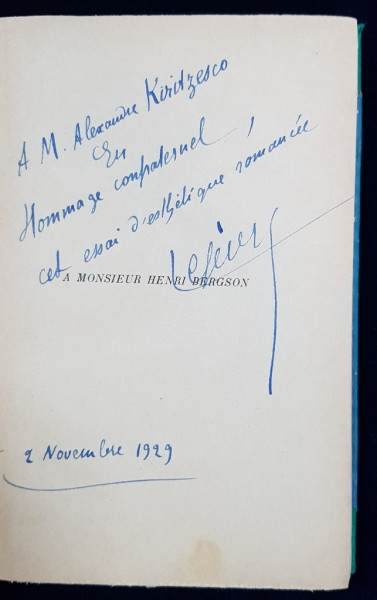 A M. Alexandre Kiritzesco
En
Hommage confraternel,
cet essai d'esthétique romancée
A MONSIEUR HENRI BERGSON
2 Novembre 1929